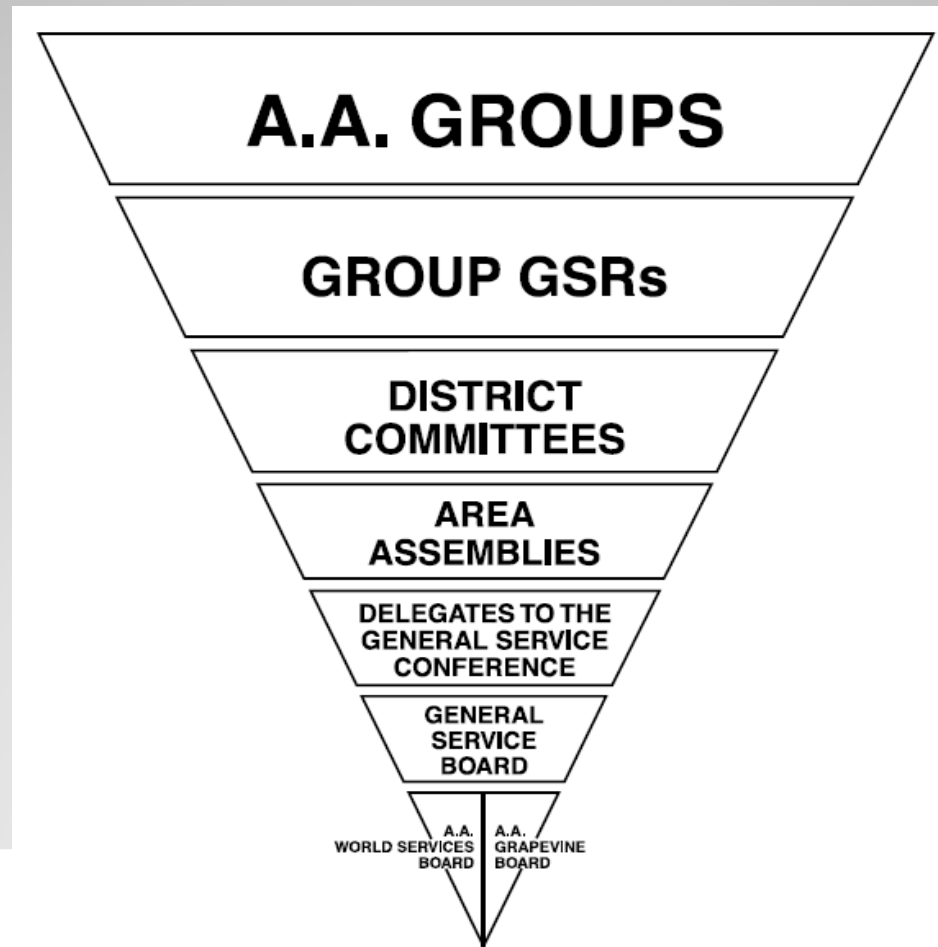 A.A. GROUPS
GROUP GSRs
DISTRICT
COMMITTEES
AREA
ASSEMBLIES
DELEGATES TO THE
GENERAL SERVICE
CONFERENCE
GENERAL
SERVICE
BOARD
A.A.
WORLD SERVICES
BOARD
A.A.
GRAPEVINE
BOARD